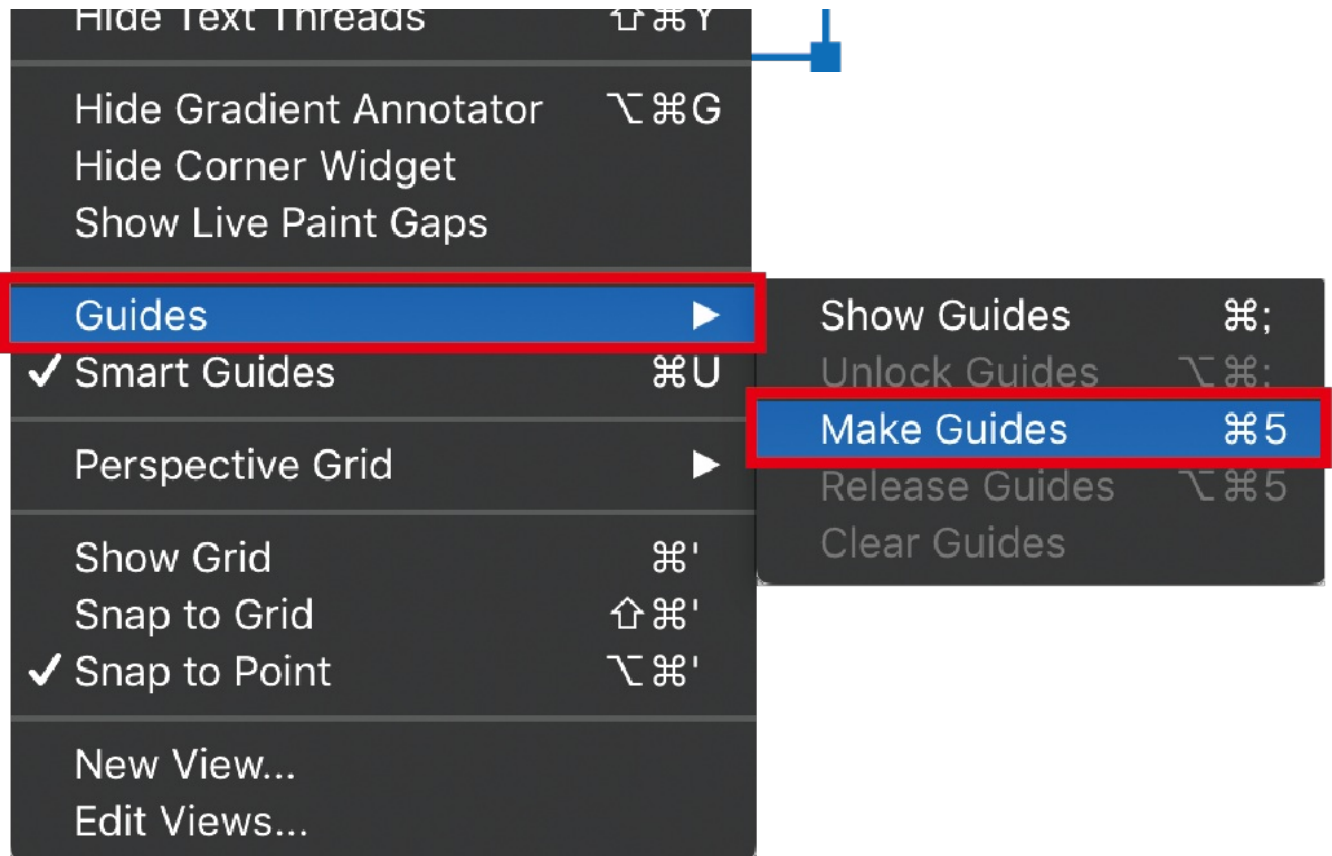 Hide Text Threads ⇧⌘Y
Hide Gradient Annotator ⌥⌘G
Hide Corner Widget
Show Live Paint Gaps
Guides ▶
✓ Smart Guides ⌘U
Perspective Grid ▶
Show Grid ⌘'
Snap to Grid ⇧⌘'
✓ Snap to Point ⌥⌘'
New View...
Edit Views...
Show Guides ⌘;
Unlock Guides ⌥⌘;
Make Guides ⌘5
Release Guides ⌥⌘5
Clear Guides